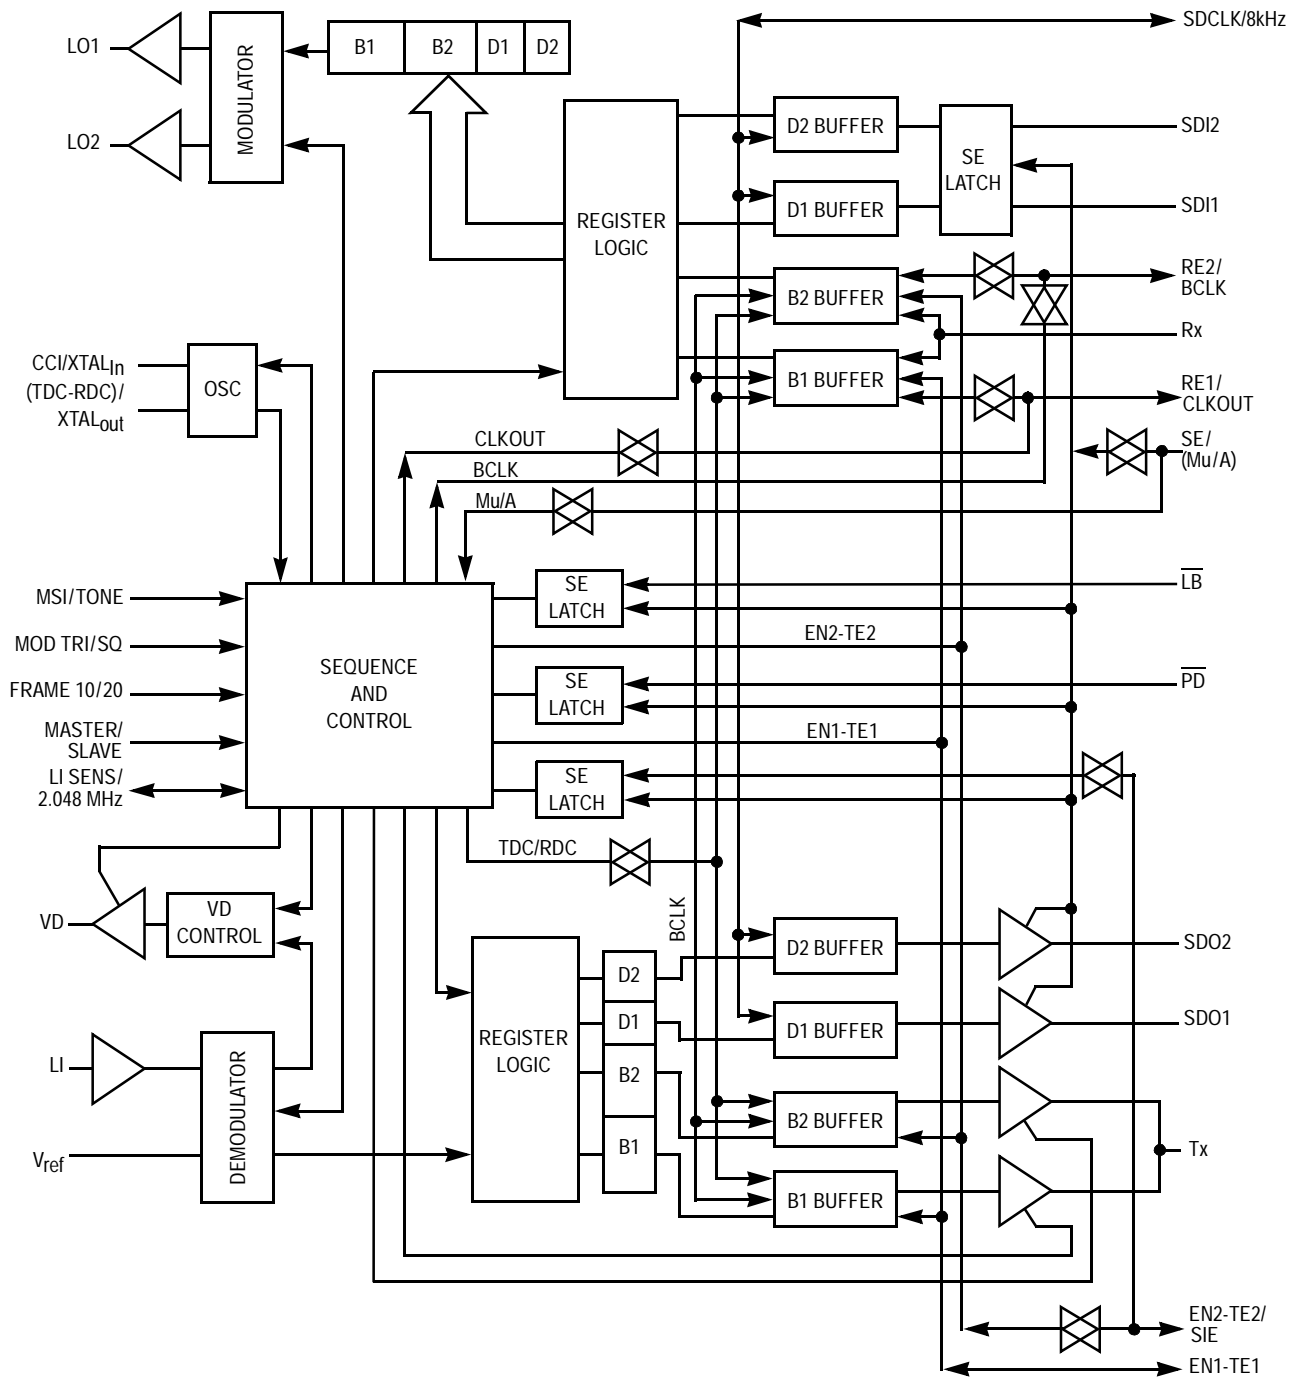 SDCLK/8kHz
LO1
MODULATOR
B1
B2
D1
D2
LO2
D2 BUFFER
SE
LATCH
SDI2
D1 BUFFER
SDI1
REGISTER
LOGIC
B2 BUFFER
RE2/
BCLK
Rx
CCI/XTALIn
(TDC-RDC)/
XTALout
OSC
B1 BUFFER
RE1/
CLKOUT
CLKOUT
SE/
(Mu/A)
BCLK
Mu/A
MSI/TONE
SE
LATCH
LB
MOD TRI/SQ
EN2-TE2
SEQUENCE
AND
CONTROL
FRAME 10/20
SE
LATCH
PD
MASTER/
SLAVE
EN1-TE1
LI SENS/
2.048 MHz
SE
LATCH
TDC/RDC
VD
VD
CONTROL
BCLK
D2 BUFFER
SDO2
D2
REGISTER
LOGIC
D1
D1 BUFFER
SDO1
LI
DEMODULATOR
B2
B2 BUFFER
Vref
B1
Tx
B1 BUFFER
EN2-TE2/
SIE
EN1-TE1